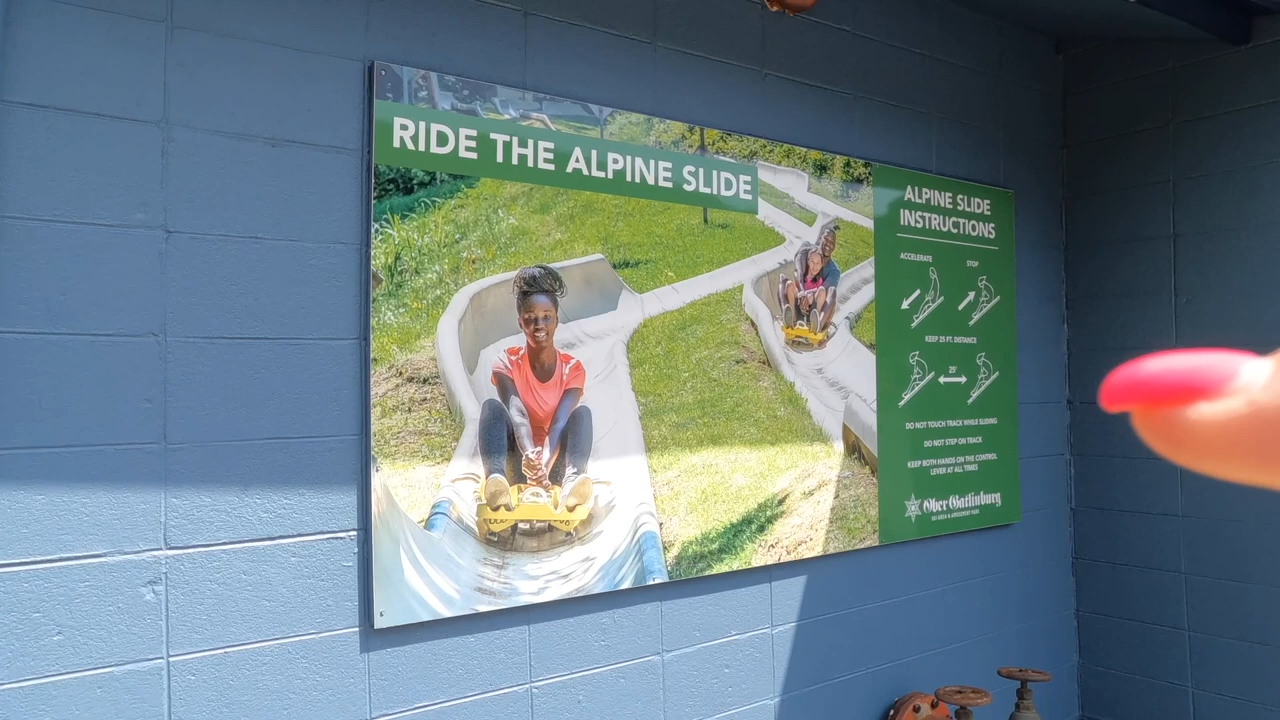 RIDE THE ALPINE SLIDE
ALPINE SLIDE
INSTRUCTIONS
ACCELERATE
STOP
KEEP 25 FT. DISTANCE
25'
DO NOT TOUCH TRACK WHILE SLIDING
DO NOT STEP ON TRACK
KEEP BOTH HANDS ON THE CONTROL
LEVER AT ALL TIMES
Ober Gatlinburg
SKI AREA & AMUSEMENT PARK